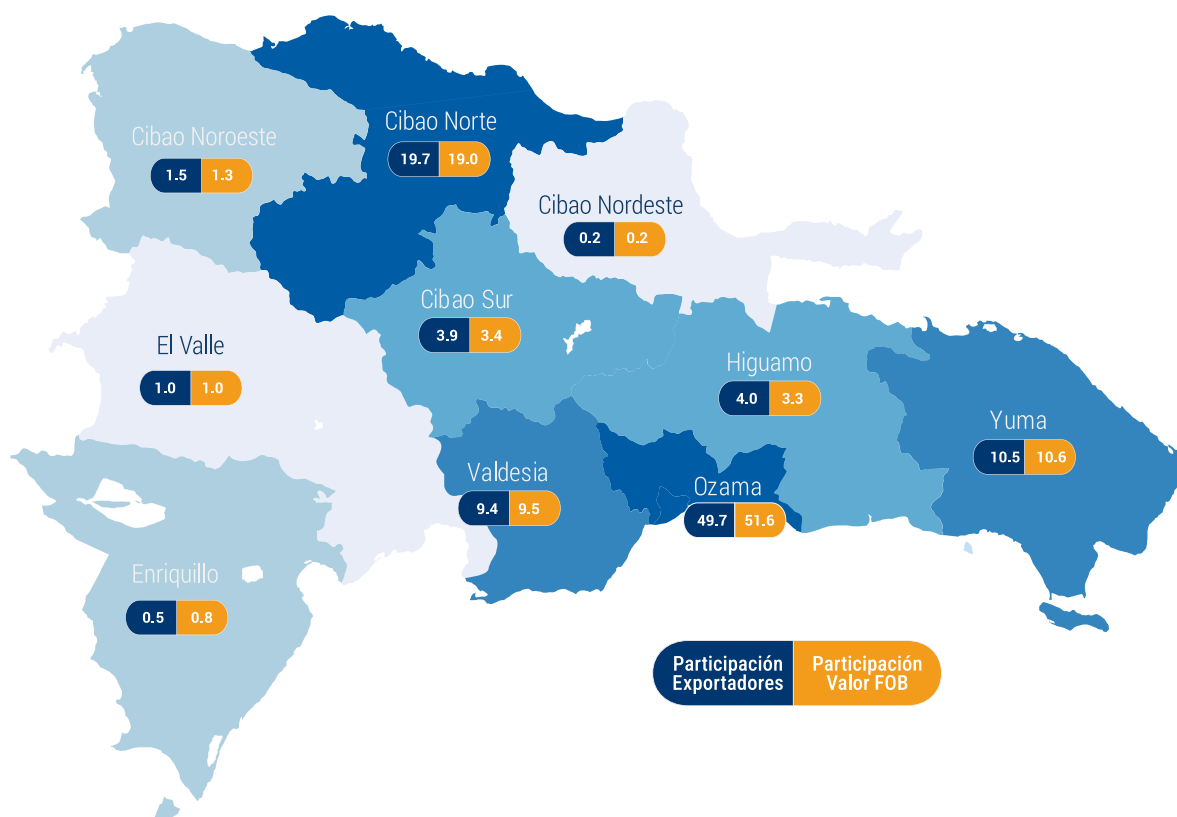 Cibao Norte
19.7 19.0
Cibao Noroeste
1.5 1.3
Cibao Nordeste
0.2 0.2
Cibao Sur
3.9 3.4
El Valle
1.0 1.0
Higuamo
4.0 3.3
Yuma
10.5 10.6
Valdesia
9.4 9.5
Ozama
49.7 51.6
Enriquillo
0.5 0.8
Participación
Exportadores
Participación
Valor FOB